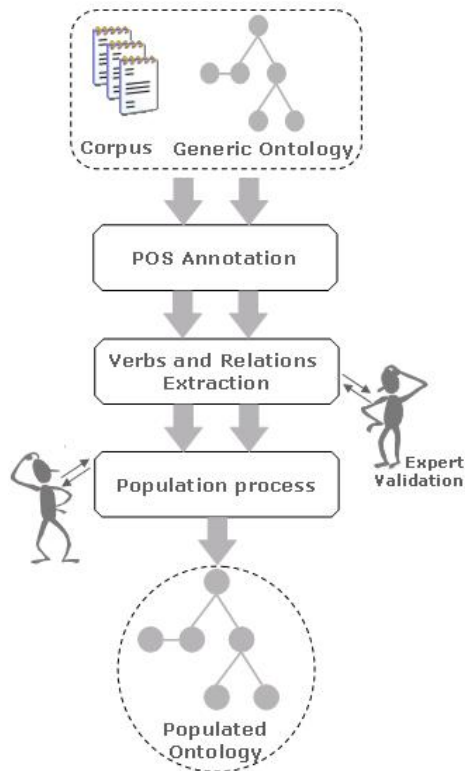 Corpus Generic Ontology
POS Annotation
Verbs and Relations
Extraction
Expert
Validation
Population process
Populated
Ontology